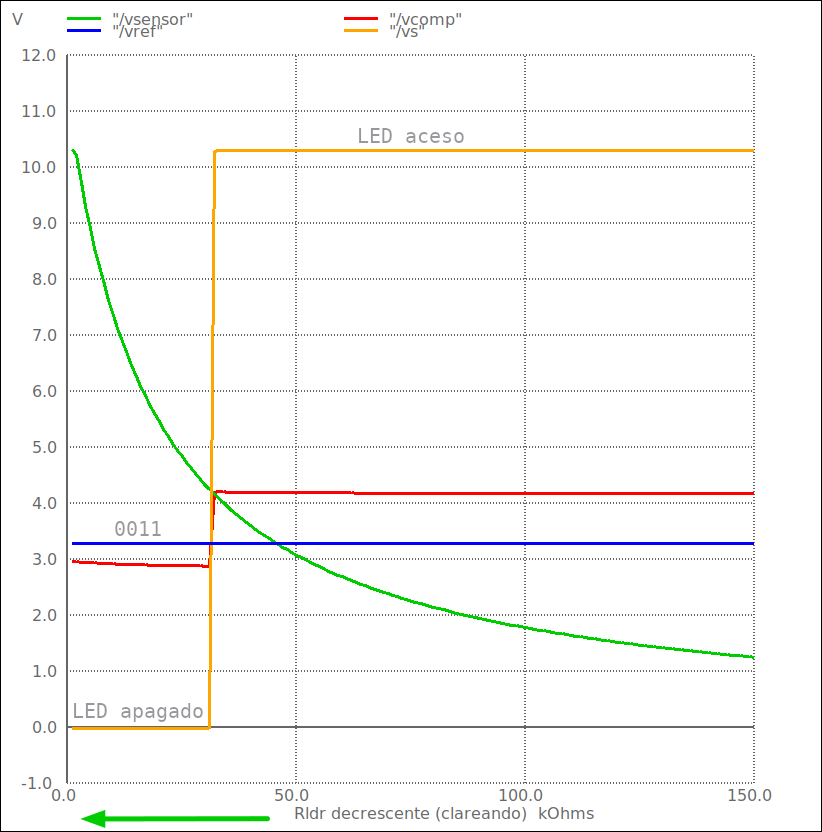 V
"/vsensor" "/vcomp"
"/vref" "/vs"
12.0
11.0
LED aceso
10.0
9.0
8.0
7.0
6.0
5.0
4.0
0011
3.0
2.0
1.0
LED apagado
0.0
-1.0
0.0 50.0 100.0 150.0
Rldr decrescente (clareando) kOhms